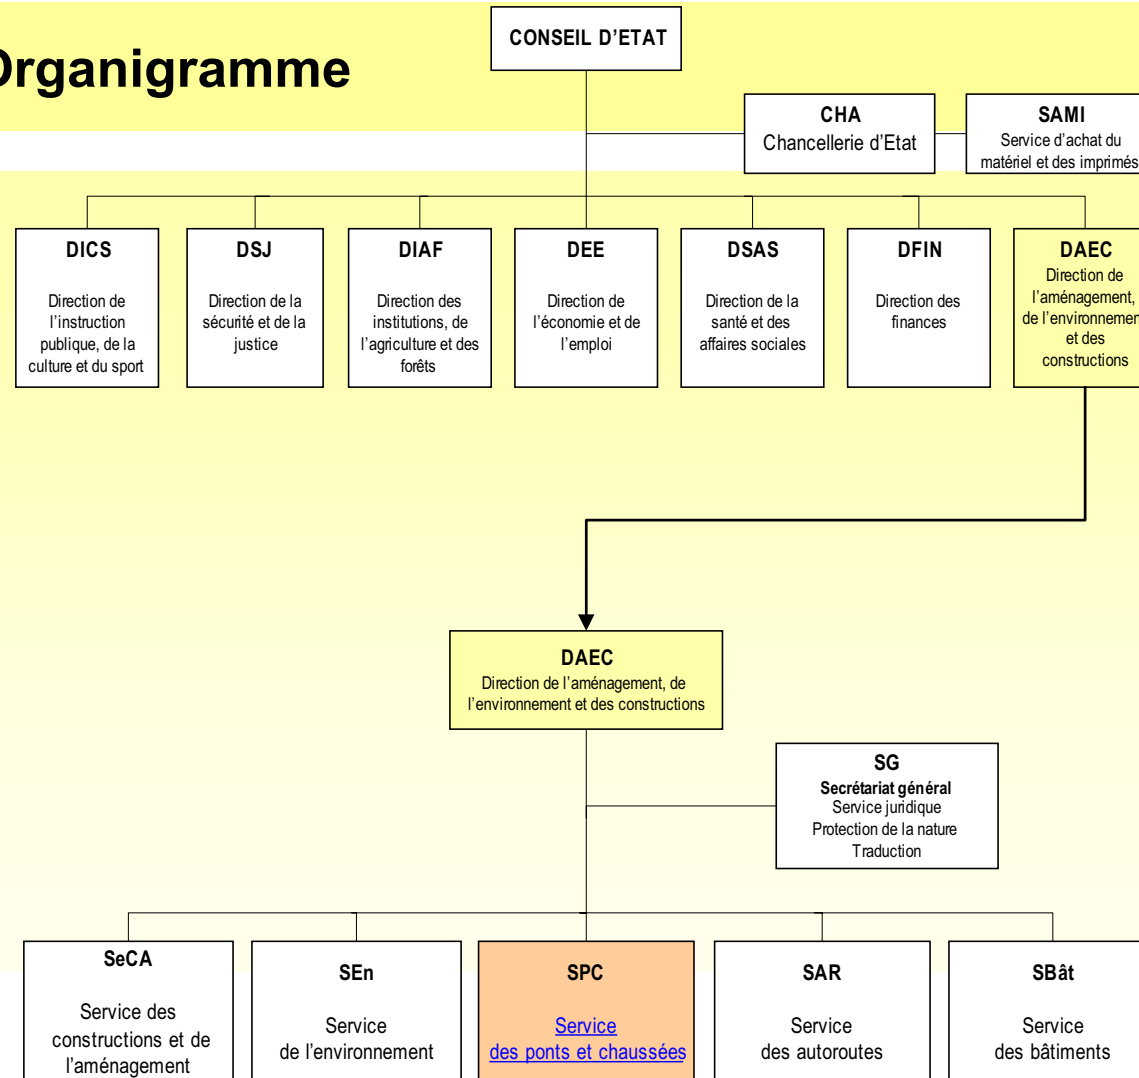 Organigramme
CONSEIL D'ETAT
CHA
Chancellerie d'Etat
SAMI
Service d'achat du
matériel et des imprimés
DICS
Direction de
l'instruction
publique, de la
culture et du sport
DSJ
Direction de la
sécurité et de la
justice
DIAF
Direction des
institutions, de
l'agriculture et des
forêts
DEE
Direction de
l'économie et de
l'emploi
DSAS
Direction de la
santé et des
affaires sociales
DFIN
Direction des
finances
DAEC
Direction de
l'aménagement,
de l'environnement
et des
constructions
DAEC
Direction de l'aménagement, de
l'environnement et des constructions
SG
Secrétariat général
Service juridique
Protection de la nature
Traduction
SeCA
Service des
constructions et de
l'aménagement
SEn
Service
de l'environnement
SPC
Service
des ponts et chaussées
SAR
Service
des autoroutes
SBât
Service
des bâtiments